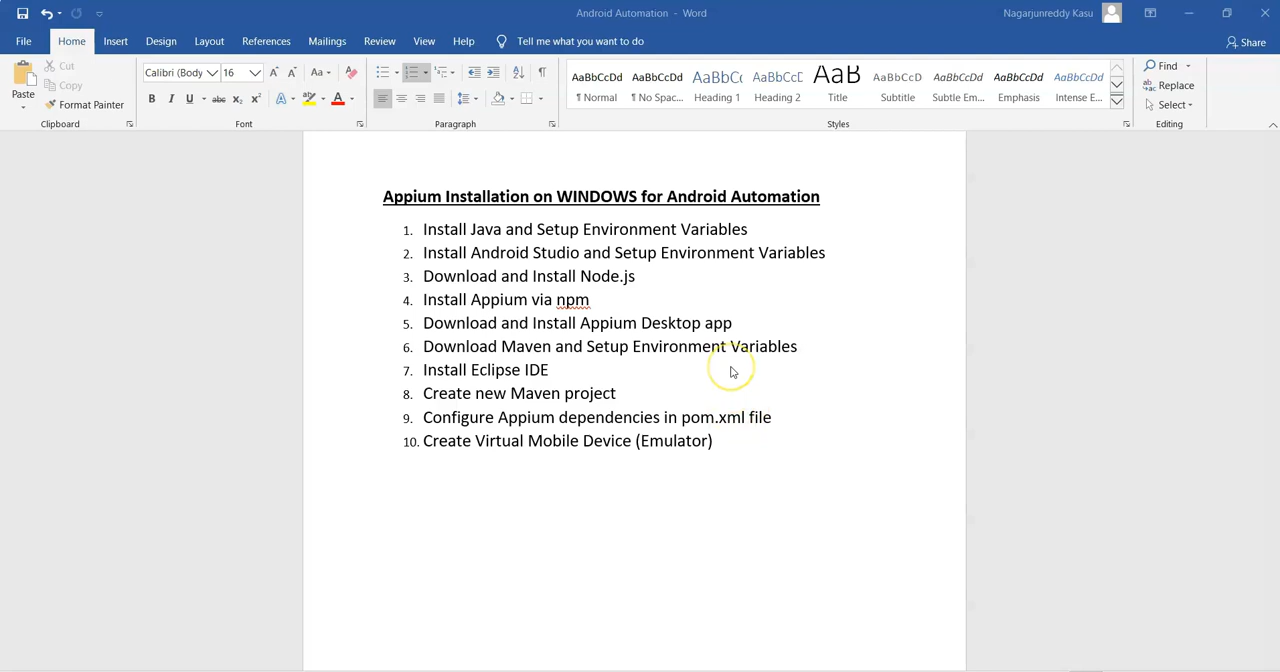 Android Automation - Word
Nagarjunreddy Kasu
File Home Insert Design Layout References Mailings Review View Help Tell me what you want to do
Share
Paste
Cut
Copy
Format Painter
Clipboard
Calibri (Body 16
Aa
B I U abc x₂ x²
Font
Paragraph
AaBbCcDd AaBbCcDd AaBbCc AaBbCcE AaB AaBbCcD AaBbCcDd AaBbCcDd AaBbCcDd
¶ Normal ¶ No Spac... Heading 1 Heading 2 Title Subtitle Subtle Em... Emphasis Intense E...
Styles
Find
Replace
Select
Editing
Appium Installation on WINDOWS for Android Automation
1. Install Java and Setup Environment Variables
2. Install Android Studio and Setup Environment Variables
3. Download and Install Node.js
4. Install Appium via npm
5. Download and Install Appium Desktop app
6. Download Maven and Setup Environment Variables
7. Install Eclipse IDE
8. Create new Maven project
9. Configure Appium dependencies in pom.xml file
10. Create Virtual Mobile Device (Emulator)